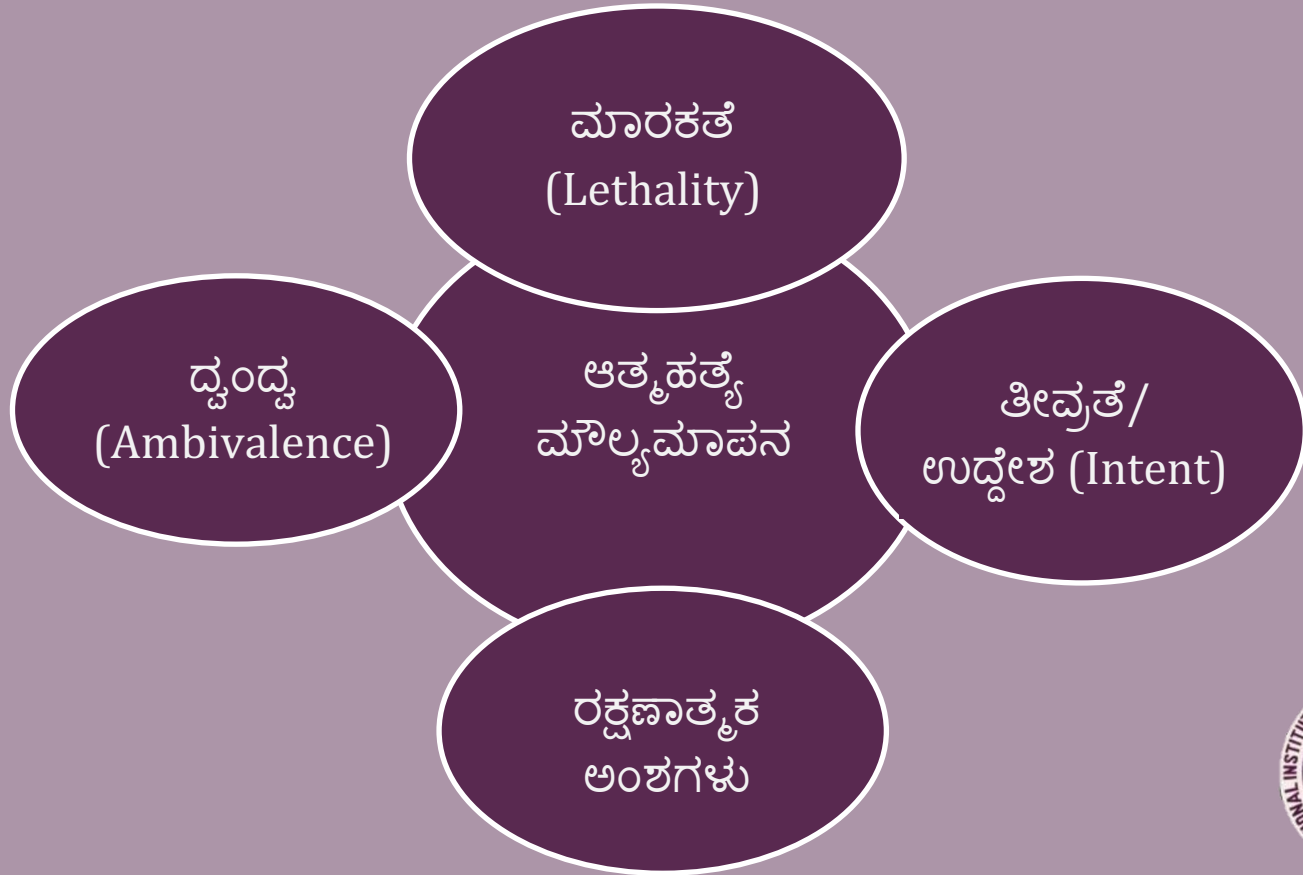 ಮಾರಕತೆ
(Lethality)
ದ್ವಂದ್ವ
(Ambivalence)
ಆತ್ಮಹತ್ಯೆ
ಮೌಲ್ಯಮಾಪನ
ತೀವ್ರತೆ/
ಉದ್ದೇಶ (Intent)
ರಕ್ಷಣಾತ್ಮಕ
ಅಂಶಗಳು